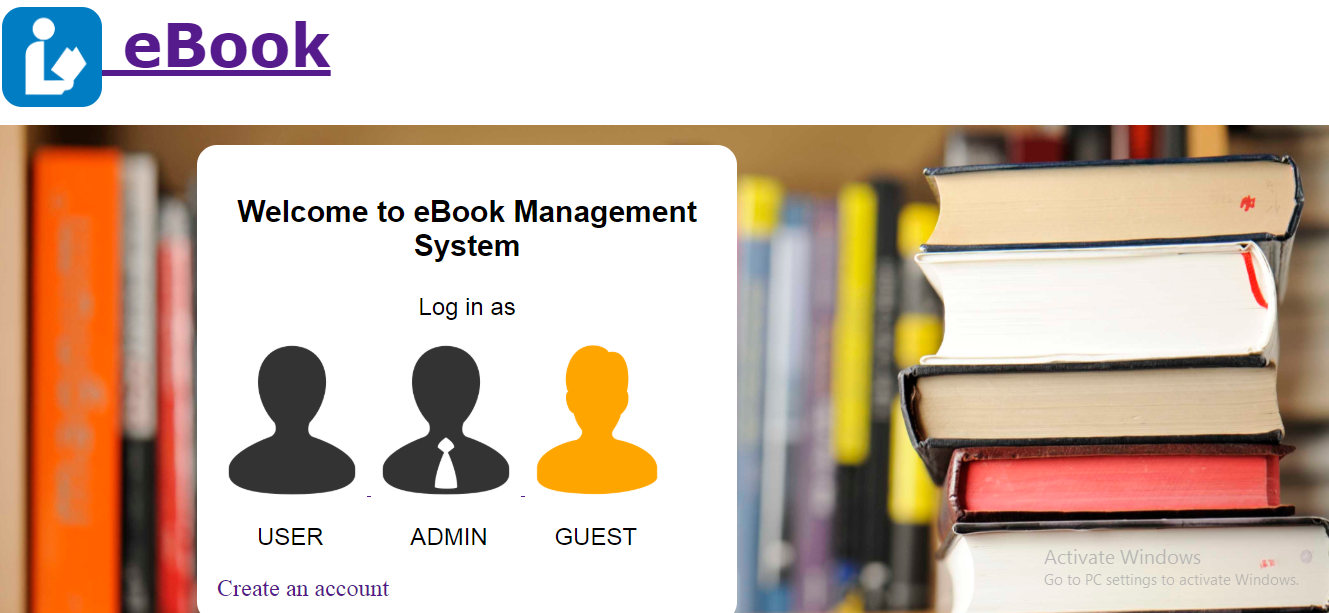 eBook
Welcome to eBook Management
System
Log in as
USER ADMIN GUEST
Create an account
Activate Windows
Go to PC settings to activate Windows.